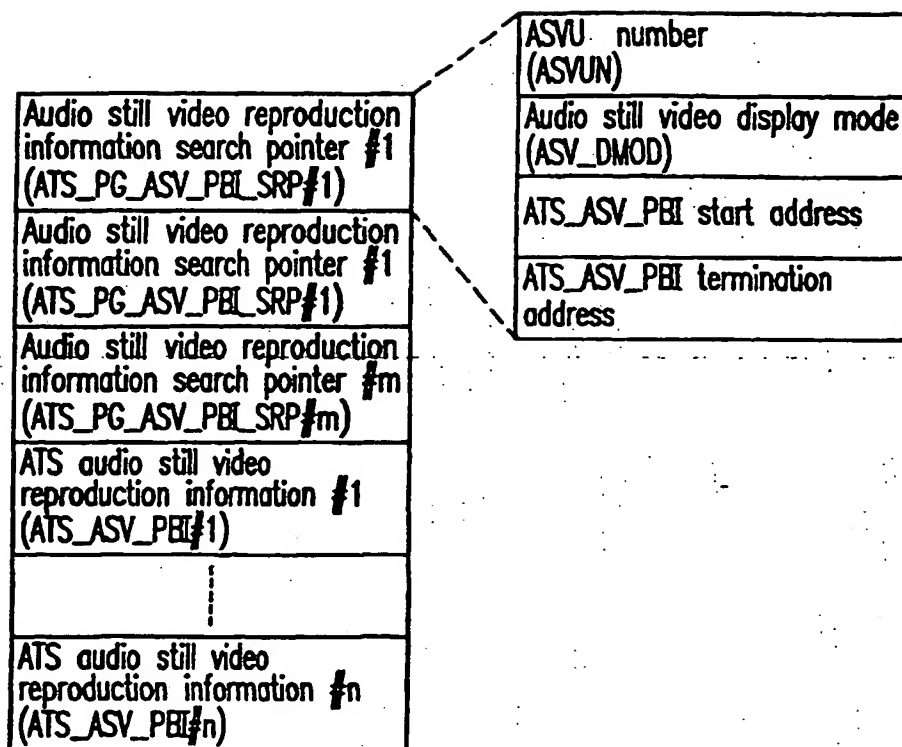 Audio still video reproduction
information search pointer #1
(ATS_PG_ASV_PBI_SRP#1)
Audio still video reproduction
information search pointer #1
(ATS_PG_ASV_PBI_SRP#1)
Audio still video reproduction
information search pointer #m
(ATS_PG_ASV_PBI_SRP#m)
ATS audio still video
reproduction information #1
(ATS_ASV_PBI#1)
ATS audio still video
reproduction information #n
(ATS_ASV_PBI#n)
ASVU number
(ASVUN)
Audio still video display mode
(ASV_DMOD)
ATS_ASV_PBI start address
ATS_ASV_PBI termination
address